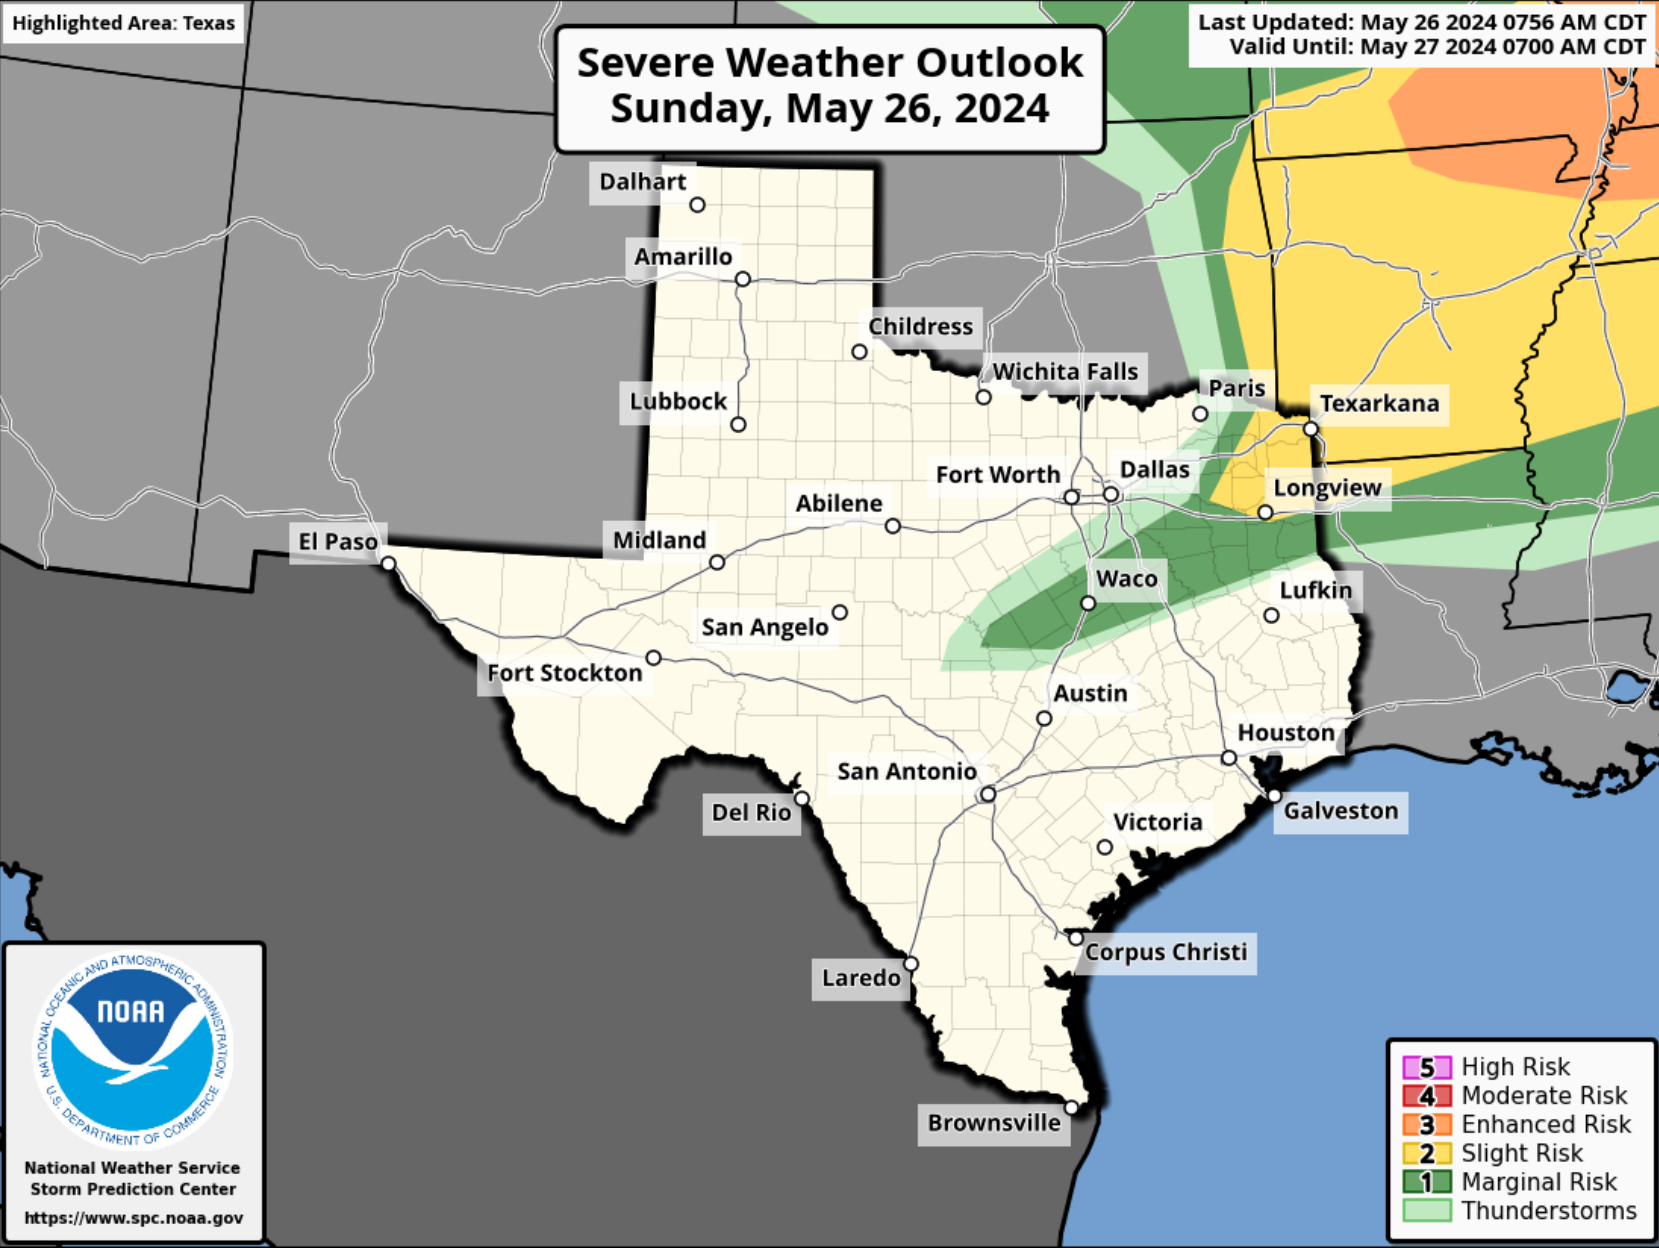 Highlighted Area: Texas
Severe Weather Outlook
Sunday, May 26, 2024
Last Updated: May 26 2024 0756 AM CDT
Valid Until: May 27 2024 0700 AM CDT
Dalhart
Amarillo
Childress
Wichita Falls
Paris
Texarkana
Lubbock
Fort Worth
Dallas
Longview
Abilene
El Paso
Midland
Waco
Lufkin
San Angelo
Fort Stockton
Austin
Houston
San Antonio
Del Rio
Galveston
Victoria
Corpus Christi
Laredo
Brownsville
NATIONAL OCEANIC AND ATMOSPHERIC ADMINISTRATION
NOAA
U.S. DEPARTMENT OF COMMERCE
National Weather Service
Storm Prediction Center
https://www.spc.noaa.gov
5 High Risk
4 Moderate Risk
3 Enhanced Risk
2 Slight Risk
1 Marginal Risk
Thunderstorms